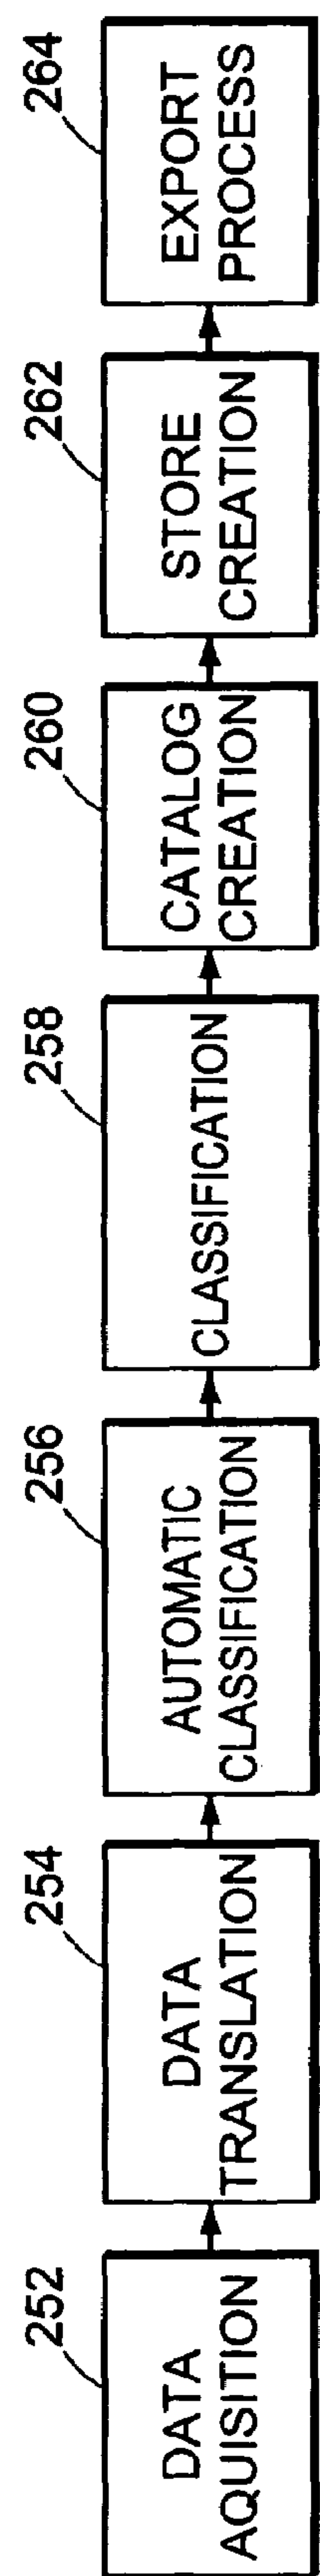 252
DATA
AQUISITION
254
DATA
TRANSLATION
256
AUTOMATIC
CLASSIFICATION
258
CLASSIFICATION
260
CATALOG
CREATION
262
STORE
CREATION
264
EXPORT
PROCESS